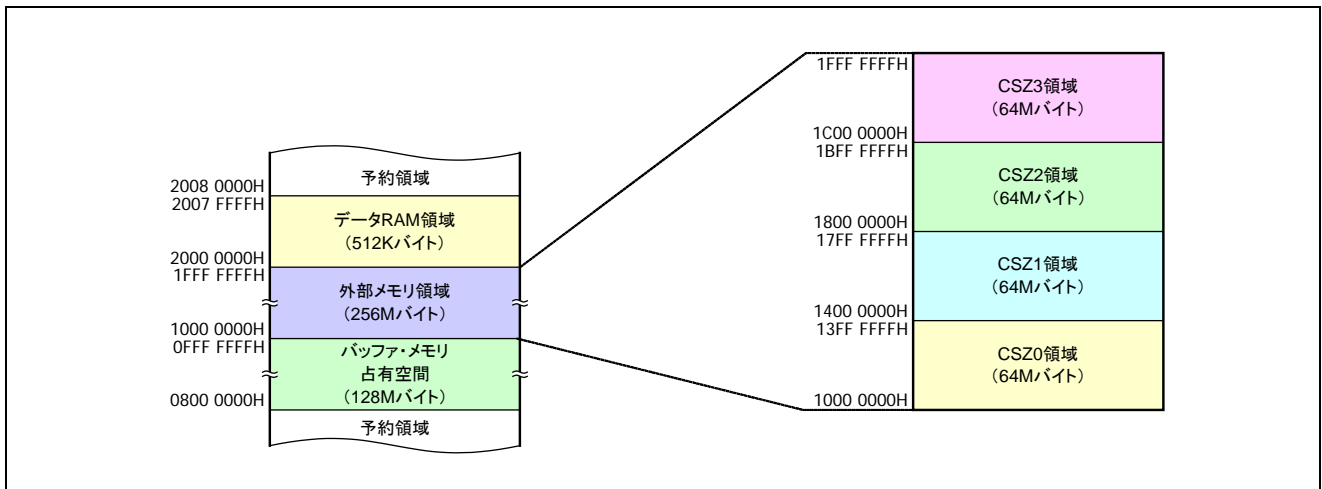 予約領域
2008 0000H
2007 FFFFH
データRAM領域
（512Kバイト）
2000 0000H
1FFF FFFFH
外部メモリ領域
（256Mバイト）
1000 0000H
0FFF FFFFH
バッファ・メモリ
占有空間
（128Mバイト）
0800 0000H
予約領域
1FFF FFFFH
CSZ3領域
（64Mバイト）
1C00 0000H
1BFF FFFFH
CSZ2領域
（64Mバイト）
1800 0000H
17FF FFFFH
CSZ1領域
（64Mバイト）
1400 0000H
13FF FFFFH
CSZ0領域
（64Mバイト）
1000 0000H